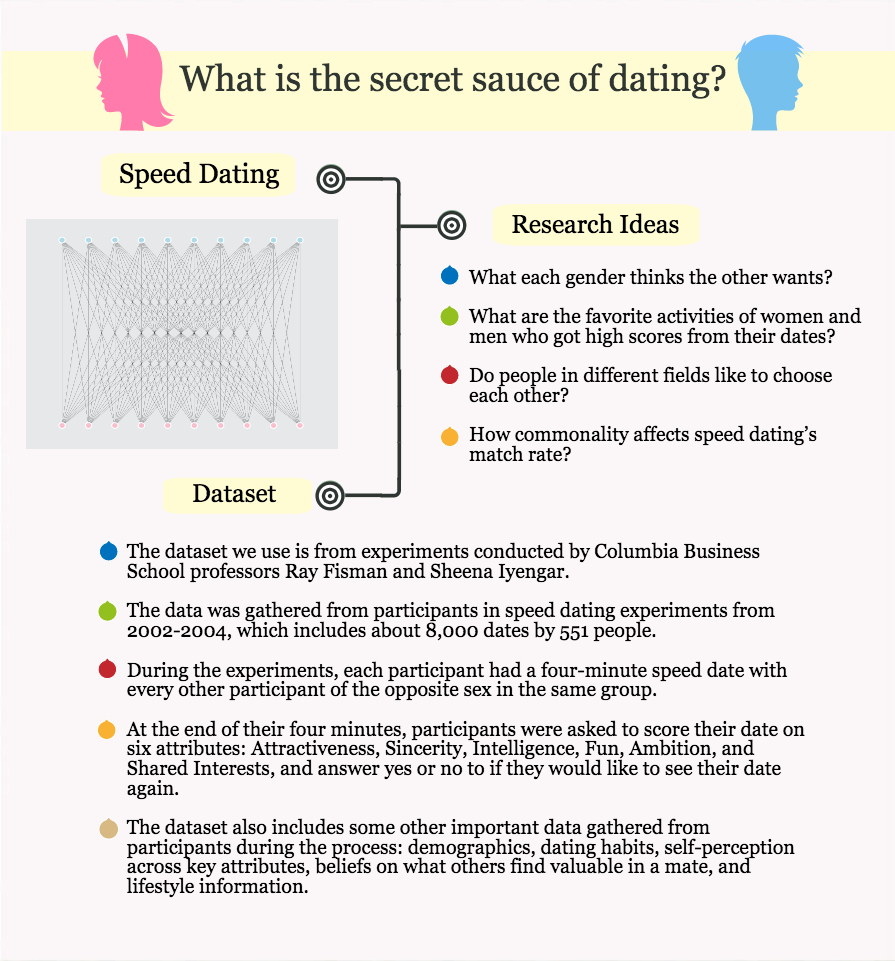 What is the secret sauce of dating?
Speed Dating
Research Ideas
What each gender thinks the other wants?
What are the favorite activities of women and
men who got high scores from their dates?
Do people in different fields like to choose
each other?
How commonality affects speed dating's
match rate?
Dataset
The dataset we use is from experiments conducted by Columbia Business
School professors Ray Fisman and Sheena Iyengar.
The data was gathered from participants in speed dating experiments from
2002-2004, which includes about 8,000 dates by 551 people.
During the experiments, each participant had a four-minute speed date with
every other participant of the opposite sex in the same group.
At the end of their four minutes, participants were asked to score their date on
six attributes: Attractiveness, Sincerity, Intelligence, Fun, Ambition, and
Shared Interests, and answer yes or no to if they would like to see their date
again.
The dataset also includes some other important data gathered from
participants during the process: demographics, dating habits, self-perception
across key attributes, beliefs on what others find valuable in a mate, and
lifestyle information.